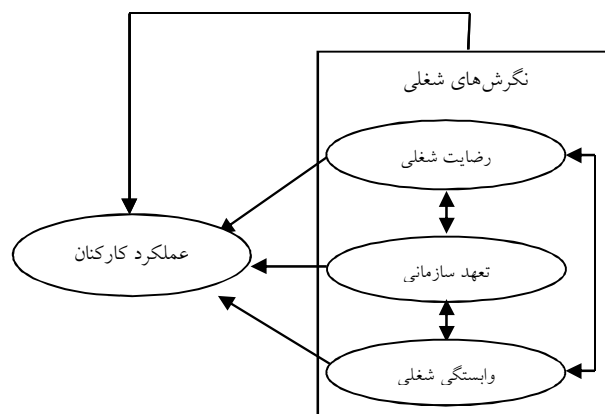 نگرش‌های شغلی
رضایت شغلی
تعهد سازمانی
عملکرد کارکنان
وابستگی شغلی